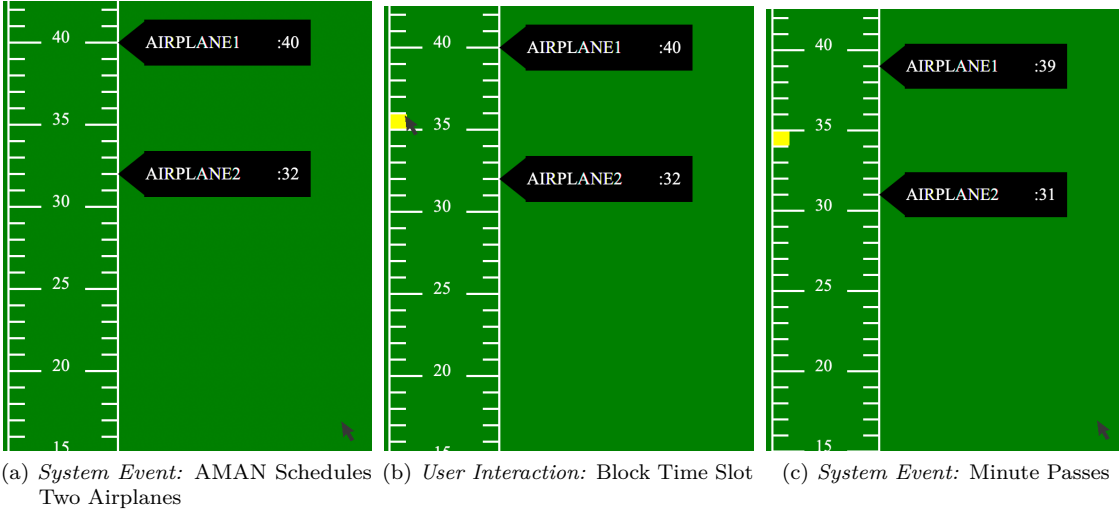 40
AIRPLANE1 :40
35
AIRPLANE2 :32
30
25
20
15
40
AIRPLANE1 :40
35
AIRPLANE2 :32
30
25
20
15
40
AIRPLANE1 :39
35
AIRPLANE2 :31
30
25
20
15
(a) System Event: AMAN Schedules
Two Airplanes
(b) User Interaction: Block Time Slot
(c) System Event: Minute Passes